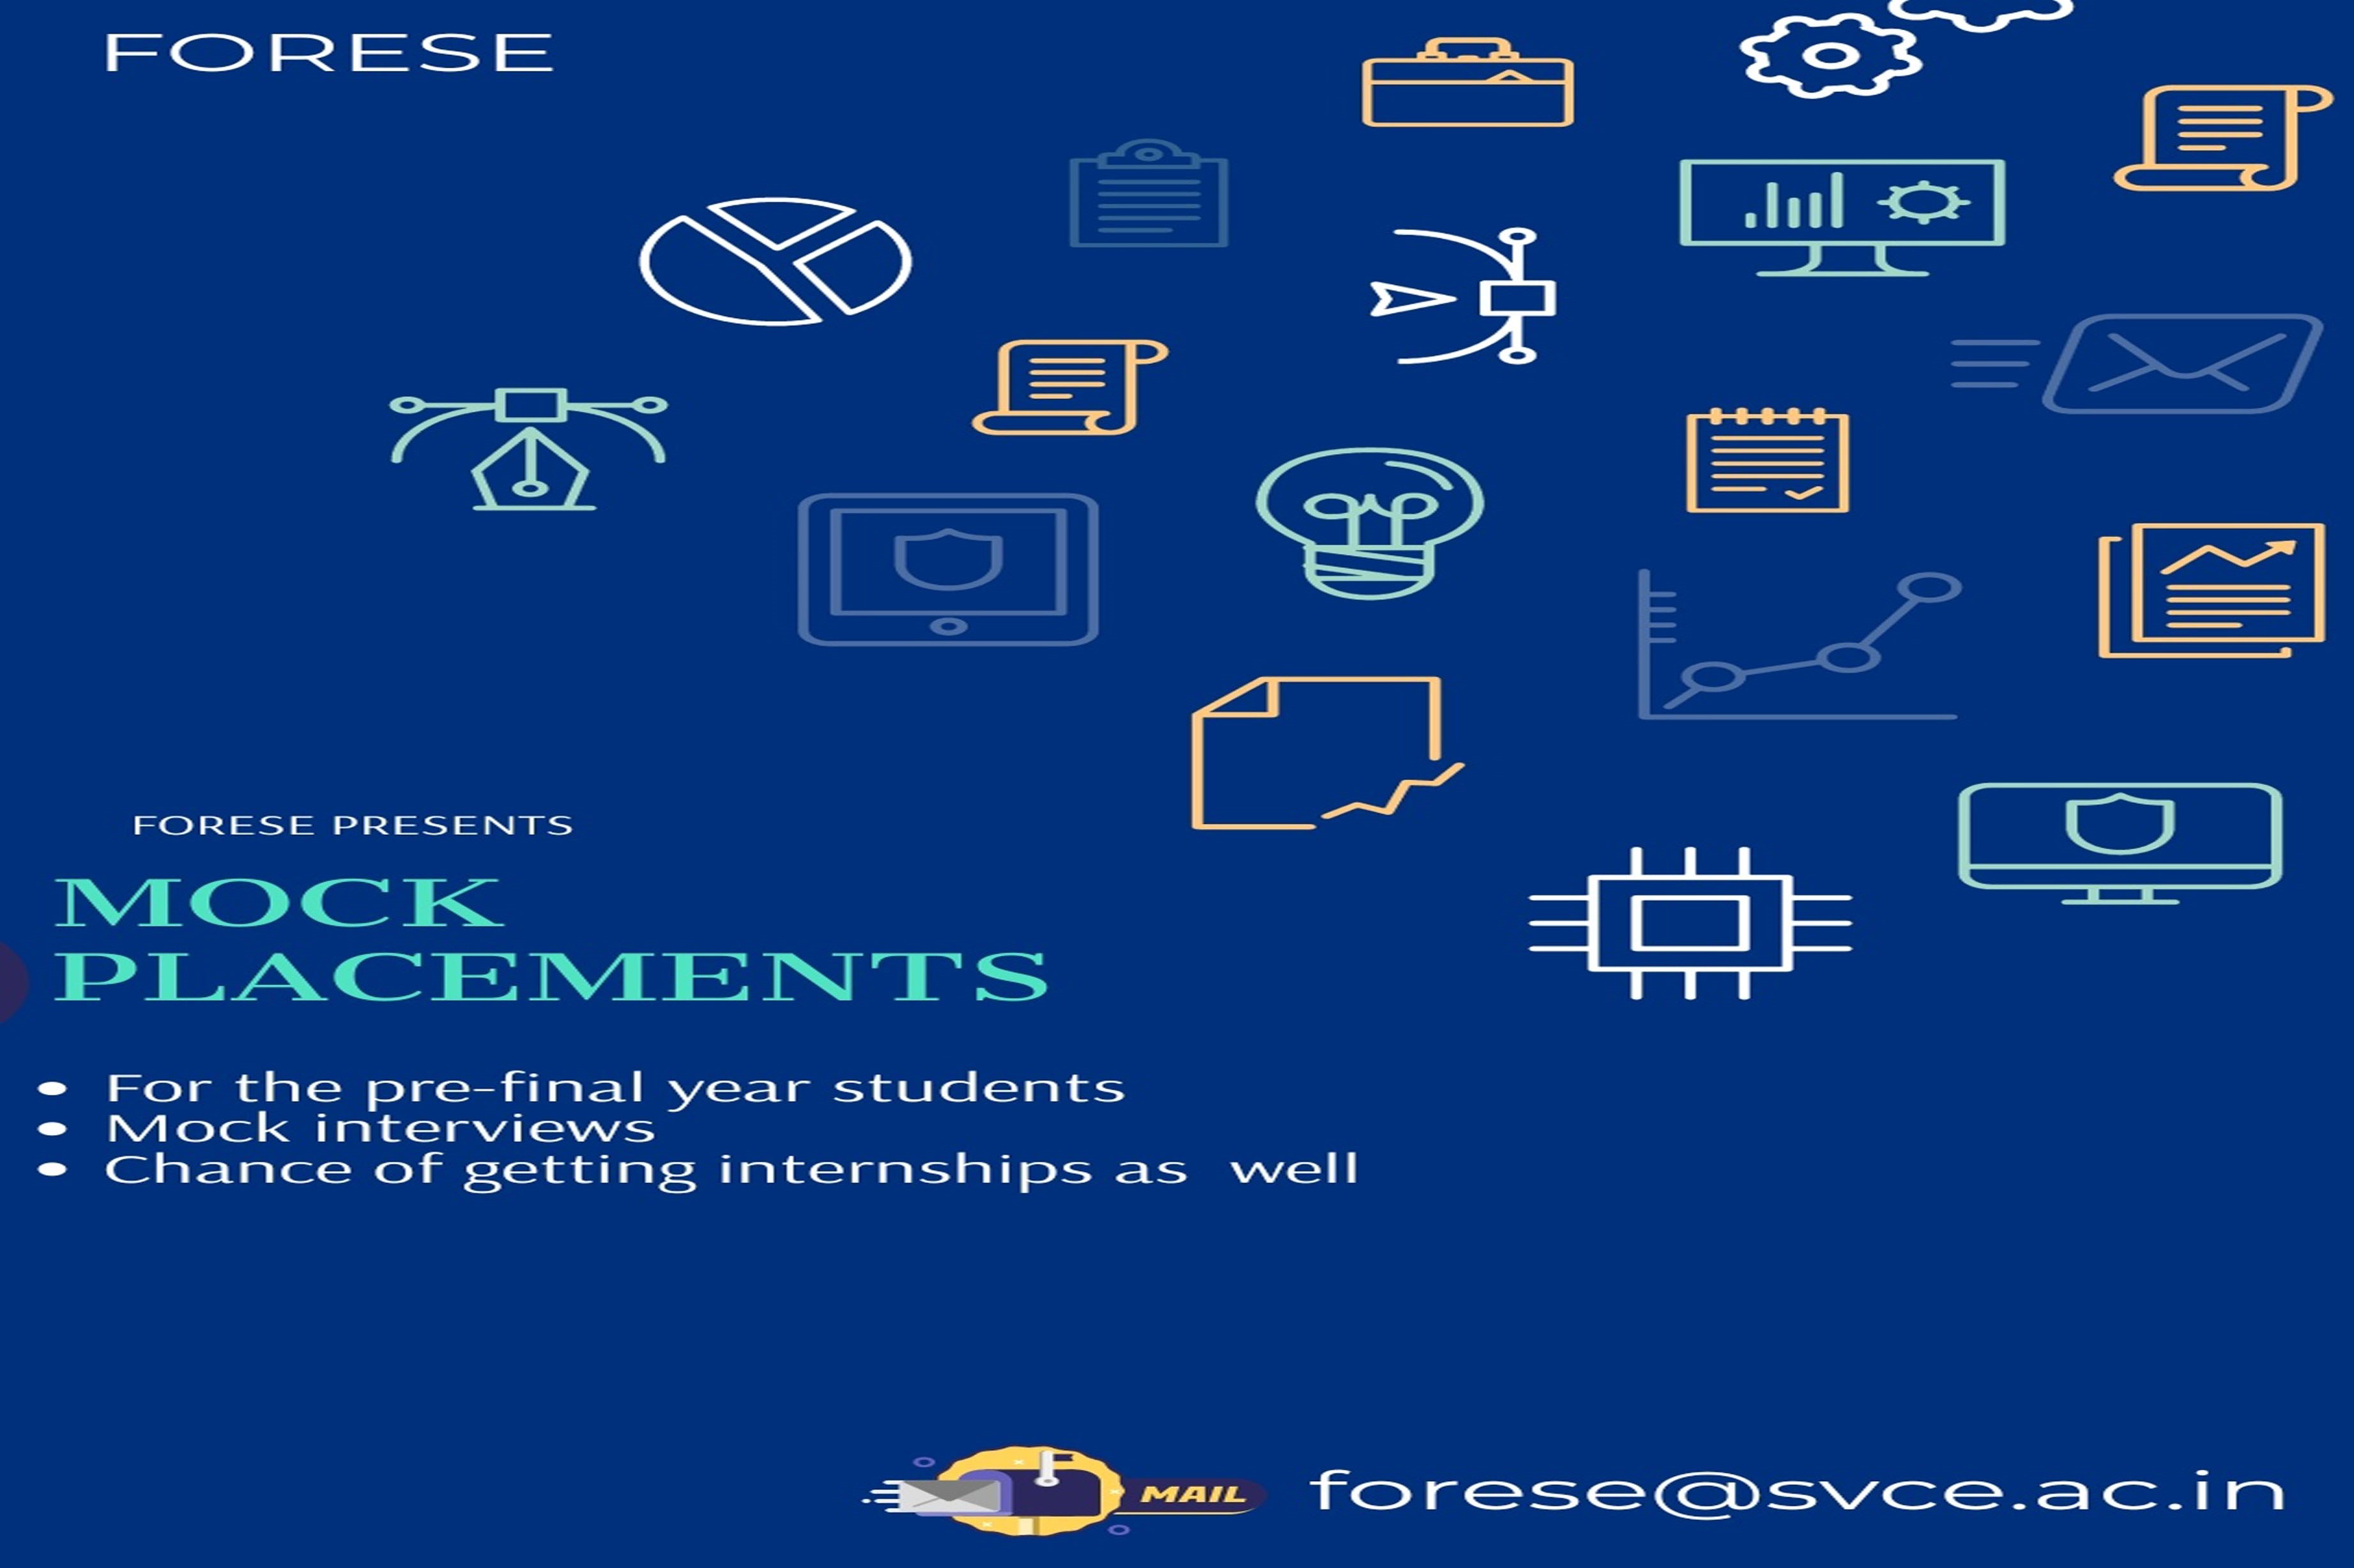 FORESE
FORESE PRESENTS
MOCK
PLACEMENTS
• For the pre-final year students
• Mock interviews
• Chance of getting internships as well
MAIL
forese@svce.ac.in